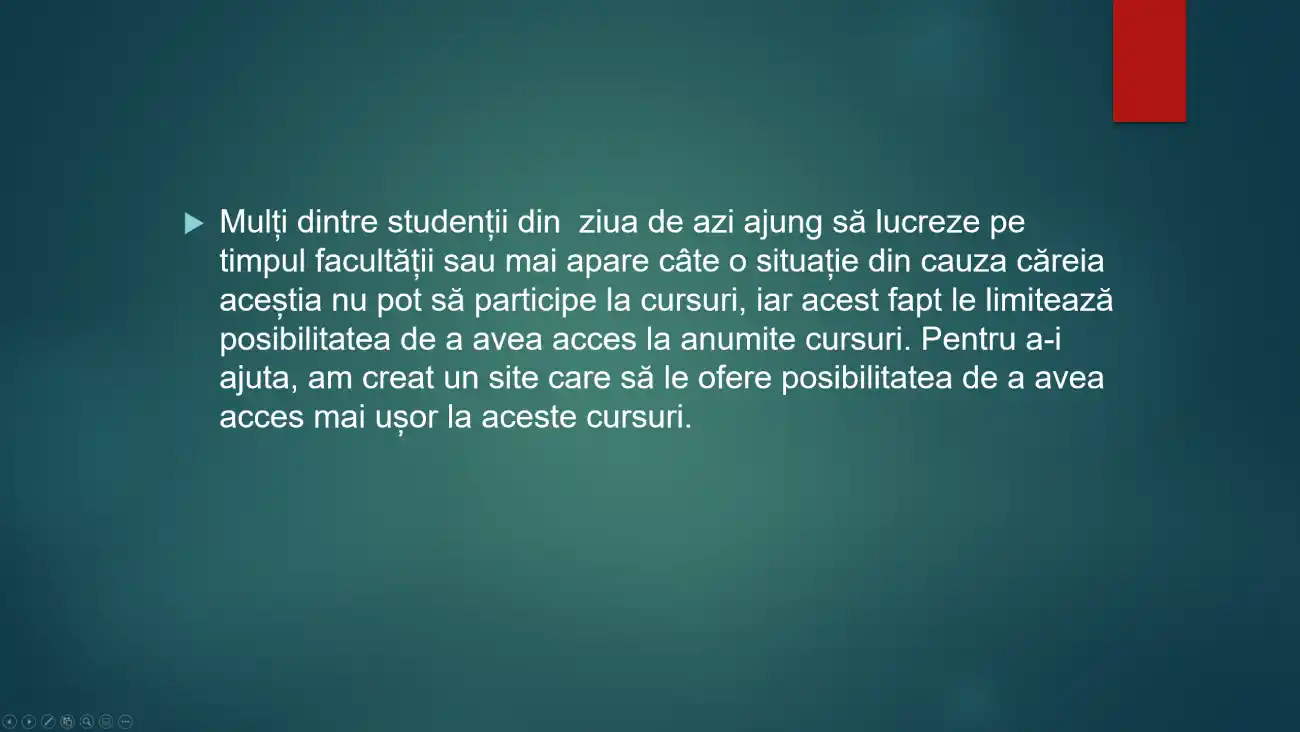 Mulți dintre studenții din  ziua de azi ajung să lucreze pe
timpul facultății sau mai apare câte o situație din cauza căreia
aceștia nu pot să participe la cursuri, iar acest fapt le limitează
posibilitatea de a avea acces la anumite cursuri. Pentru a-i
ajuta, am creat un site care să le ofere posibilitatea de a avea
acces mai ușor la aceste cursuri.